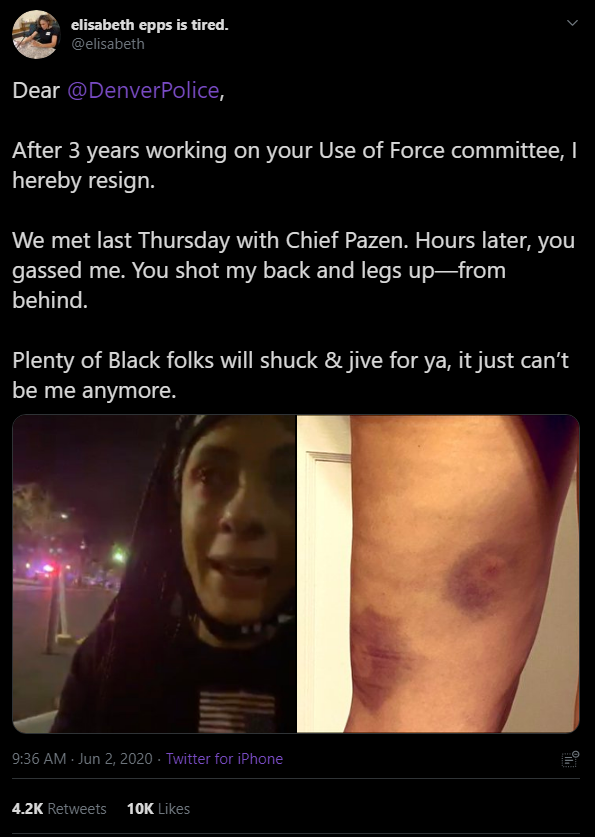 elisabeth epps is tired.
@elisabeth
Dear @DenverPolice,
After 3 years working on your Use of Force committee, I
hereby resign.
We met last Thursday with Chief Pazen. Hours later, you
gassed me. You shot my back and legs up—from
behind.
Plenty of Black folks will shuck & jive for ya, it just can’t
be me anymore.
9:36 AM · Jun 2, 2020 · Twitter for iPhone
4.2K Retweets 10K Likes